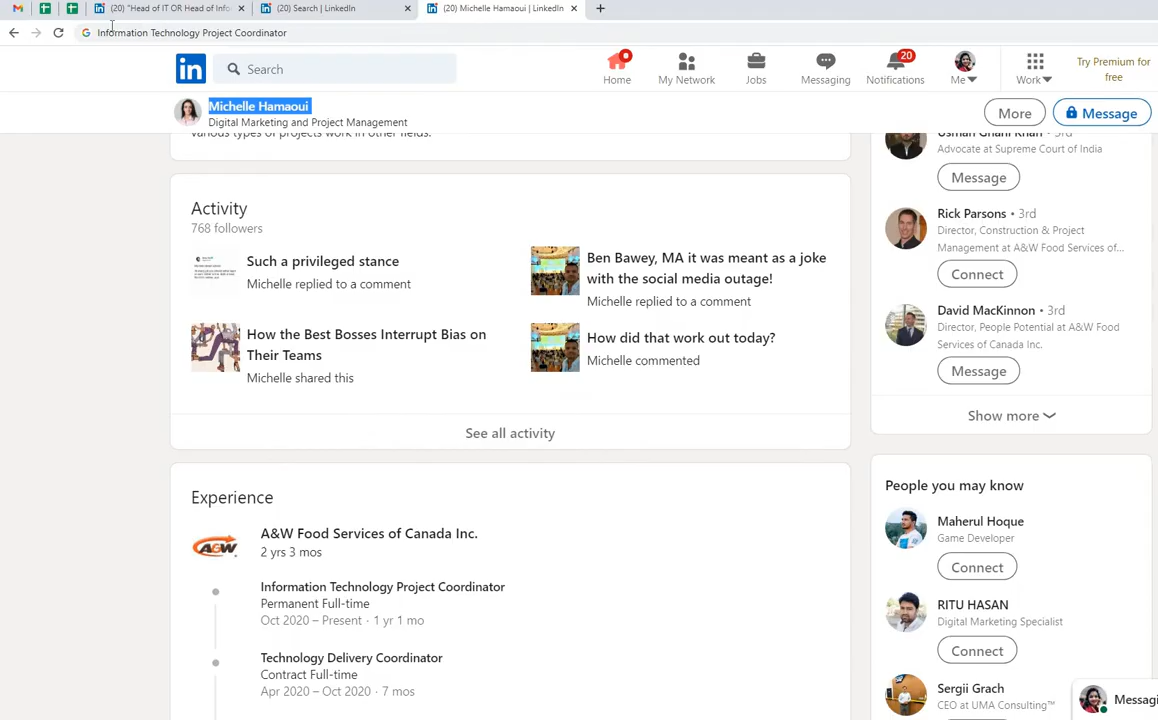 (20) "Head of IT OR Head of Info
(20) Search | LinkedIn
(20) Michelle Hamaoui | LinkedIn
Information Technology Project Coordinator
in
Search
Home
My Network
Jobs
Messaging
20
Notifications
Me
Work
Try Premium for
free
Michelle Hamaoui
Digital Marketing and Project Management
More
Message
various types of projects work in other fields.
Activity
768 followers
Such a privileged stance
Michelle replied to a comment
Ben Bawey, MA it was meant as a joke
with the social media outage!
Michelle replied to a comment
How the Best Bosses Interrupt Bias on
Their Teams
Michelle shared this
How did that work out today?
Michelle commented
See all activity
Experience
A&W
A&W Food Services of Canada Inc.
2 yrs 3 mos
Information Technology Project Coordinator
Permanent Full-time
Oct 2020 – Present · 1 yr 1 mo
Technology Delivery Coordinator
Contract Full-time
Apr 2020 – Oct 2020 · 7 mos
Usman Ghani Khan • 3rd
Advocate at Supreme Court of India
Message
Rick Parsons • 3rd
Director, Construction & Project
Management at A&W Food Services of...
Connect
David MacKinnon • 3rd
Director, People Potential at A&W Food
Services of Canada Inc.
Message
Show more
People you may know
Maherul Hoque
Game Developer
Connect
RITU HASAN
Digital Marketing Specialist
Connect
Sergii Grach
CEO at UMA Consulting™
Messagi